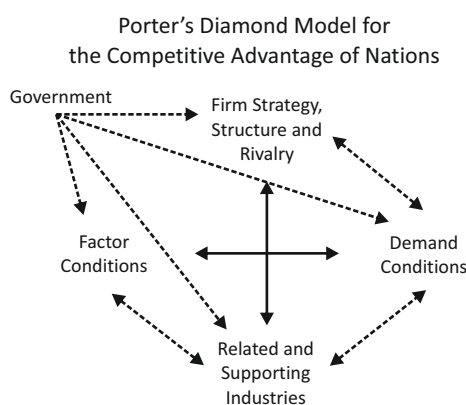 Porter’s Diamond Model for
the Competitive Advantage of Nations
Government
Firm Strategy,
Structure and
Rivalry
Factor
Conditions
Demand
Conditions
Related and
Supporting
Industries